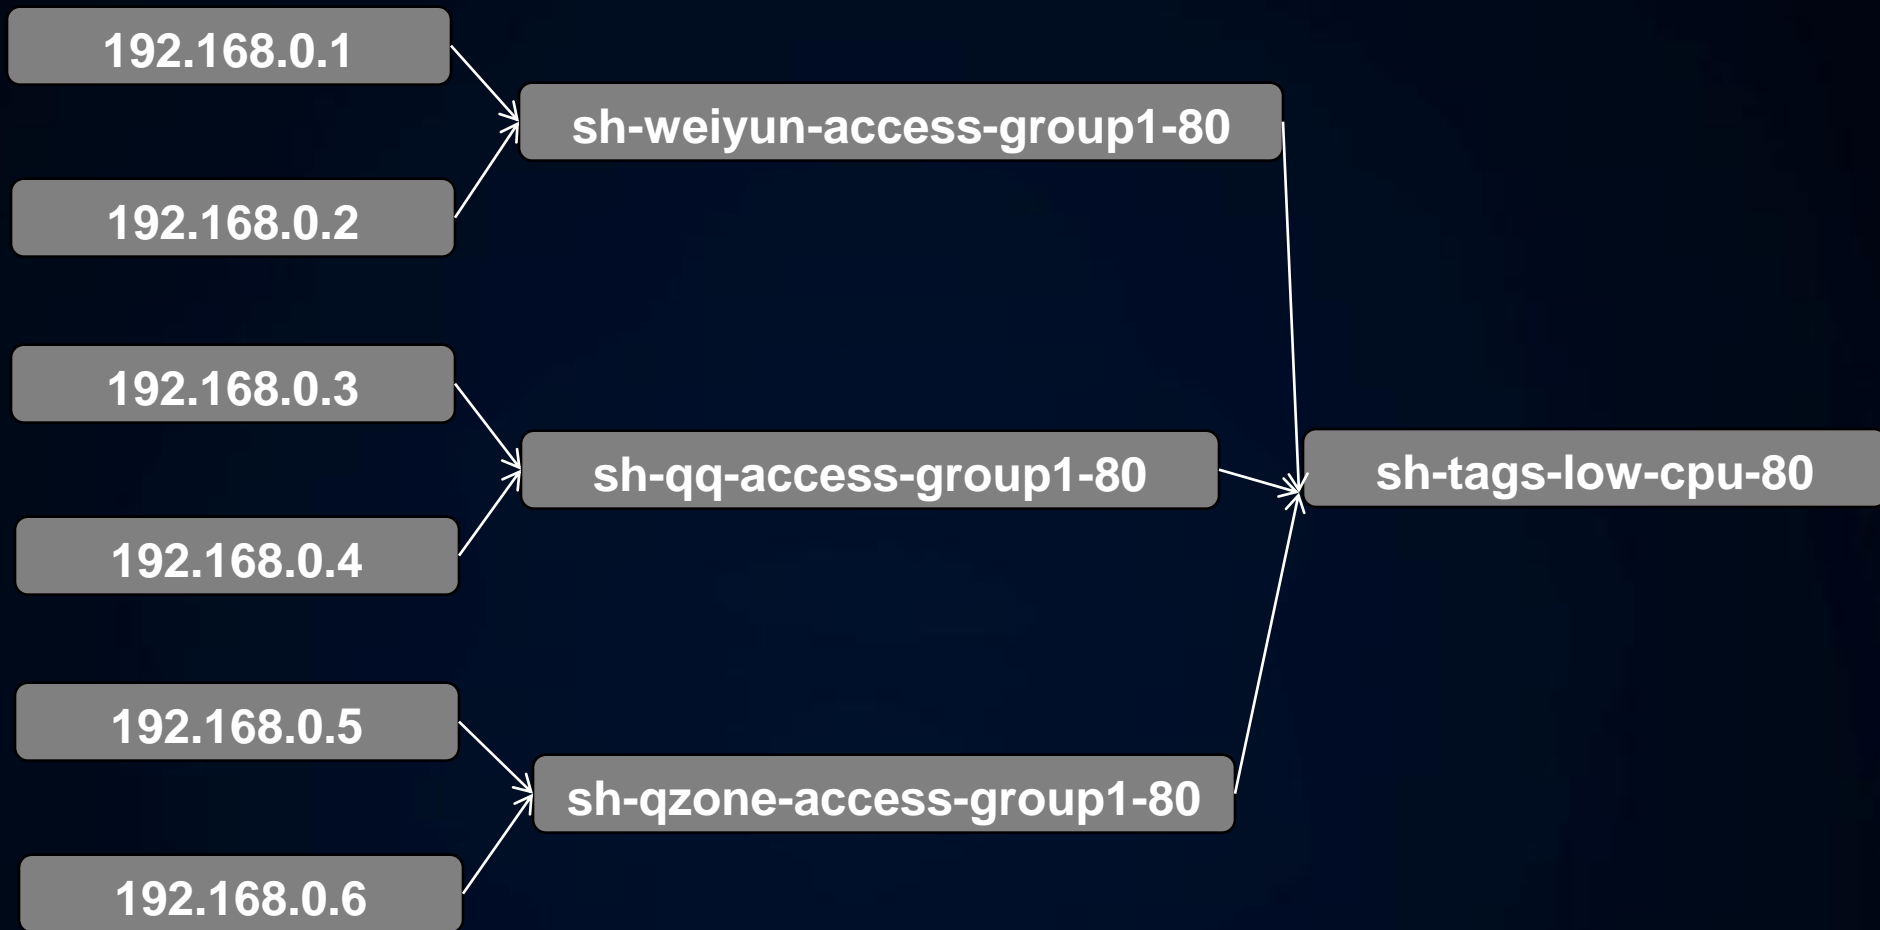 192.168.0.1
192.168.0.2
sh-weiyun-access-group1-80
192.168.0.3
192.168.0.4
sh-qq-access-group1-80
192.168.0.5
192.168.0.6
sh-qzone-access-group1-80
sh-tags-low-cpu-80